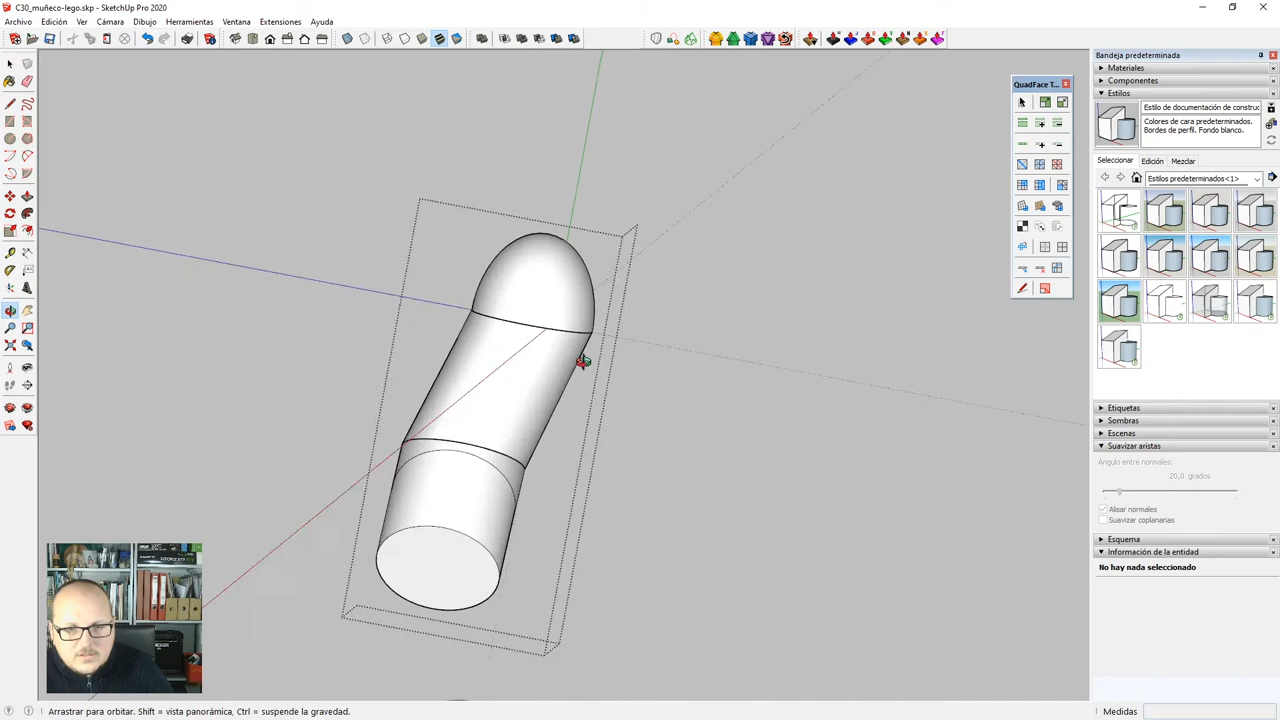 C30_muñeco-lego.skp - SketchUp Pro 2020
Archivo Edición Ver Cámara Dibujo Herramientas Ventana Extensiones Ayuda
QuadFace T...
Bandeja predeterminada
Materiales
Componentes
Estilos
Estilo de documentación de construc
Colores de cara predeterminados.
Bordes de perfil. Fondo blanco.
Seleccionar Edición Mezclar
Estilos predeterminados<1>
Etiquetas
Sombras
Escenas
Suavizar aristas
Ángulo entre normales:
20,0 grados
Alisar normales
Suavizar coplanarias
Esquema
Información de la entidad
No hay nada seleccionado
Arrastrar para orbitar. Shift = vista panorámica, Ctrl = suspende la gravedad.
Medidas